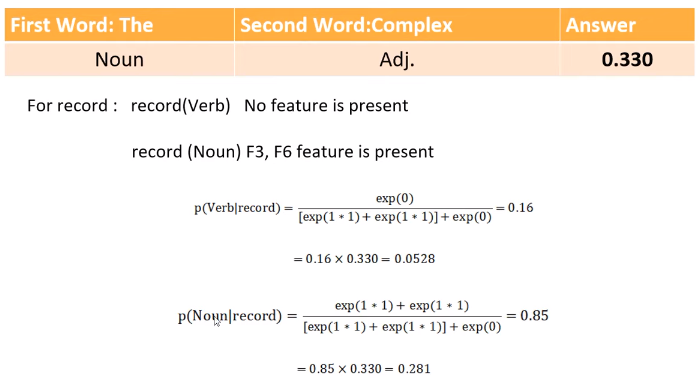 First Word: The Second Word:Complex Answer
Noun Adj. 0.330
For record : record(Verb) No feature is present
record (Noun) F3, F6 feature is present
p(Verb|record) = exp(0) / [exp(1 * 1) + exp(1 * 1)] + exp(0) = 0.16
= 0.16 × 0.330 = 0.0528
p(Noun|record) = exp(1 * 1) + exp(1 * 1) / [exp(1 * 1) + exp(1 * 1)] + exp(0) = 0.85
= 0.85 × 0.330 = 0.281